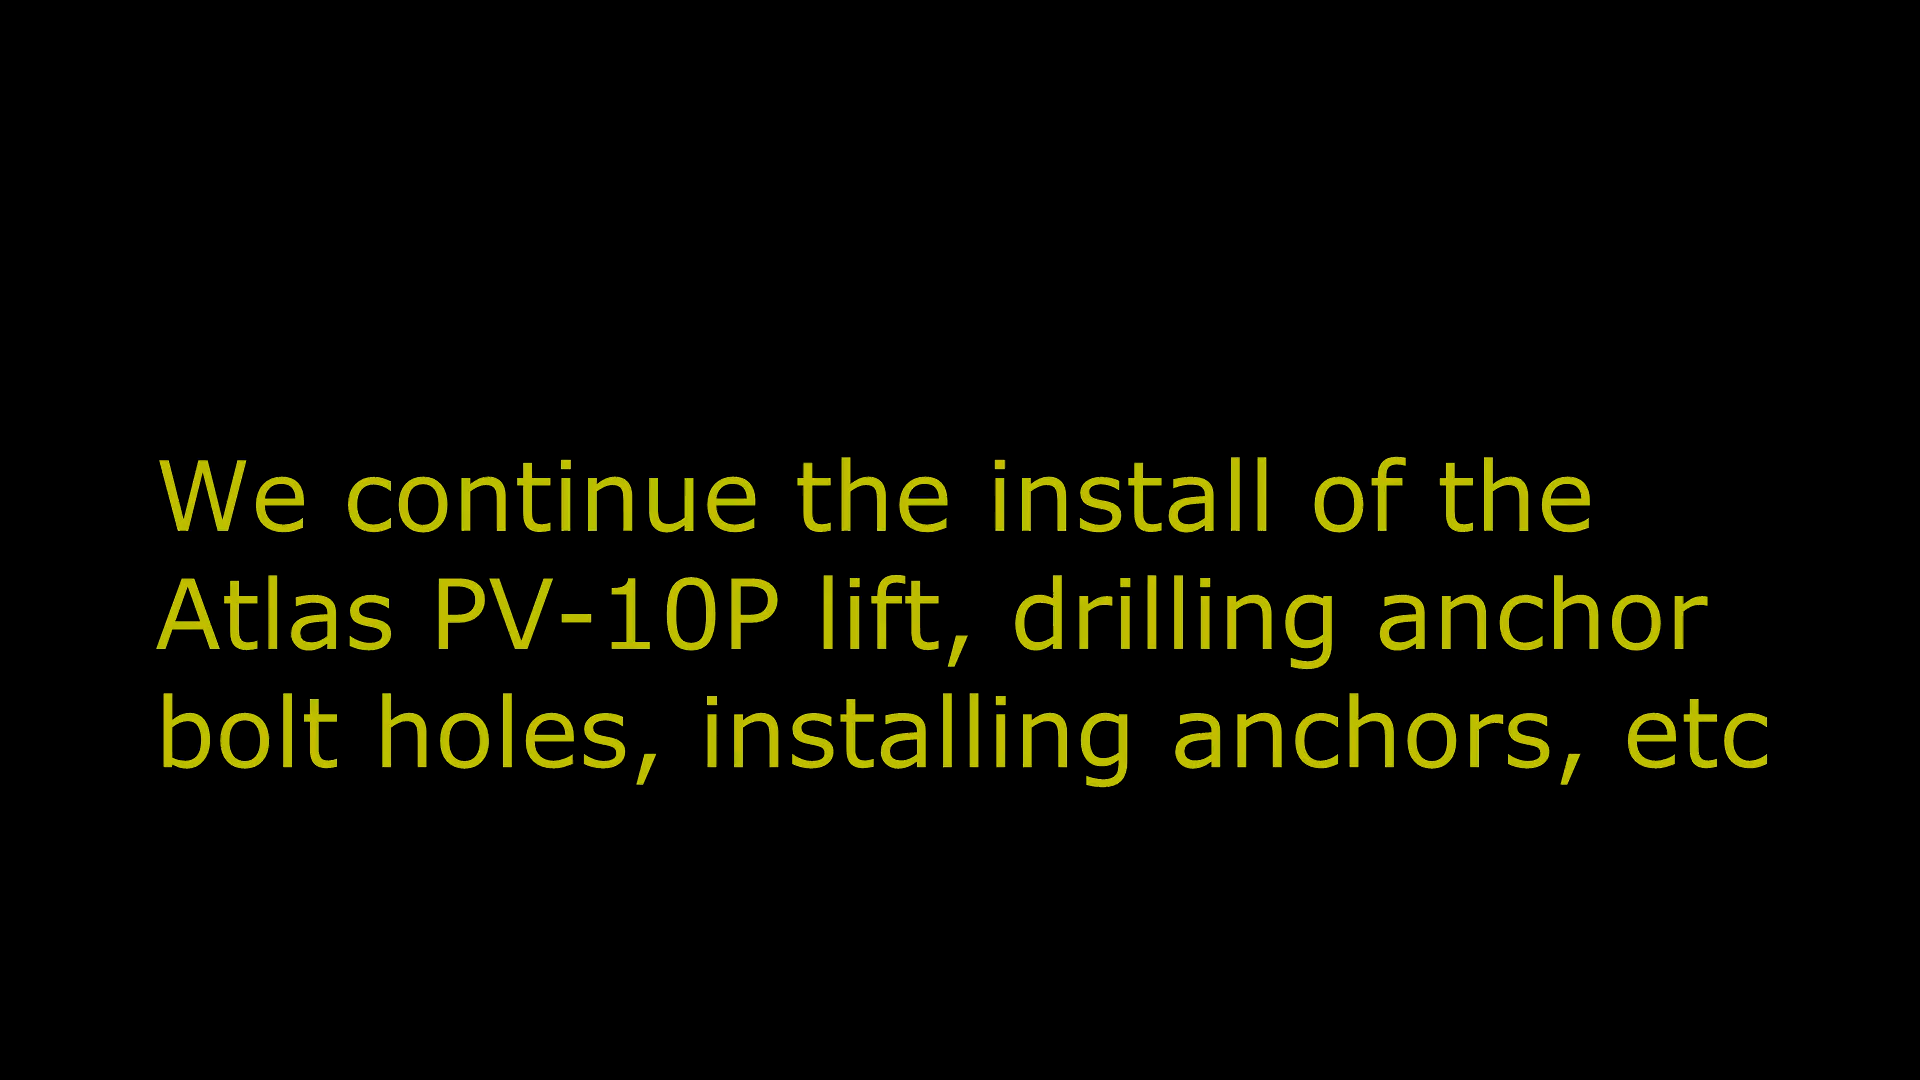 We continue the install of the
Atlas PV-10P lift, drilling anchor
bolt holes, installing anchors, etc